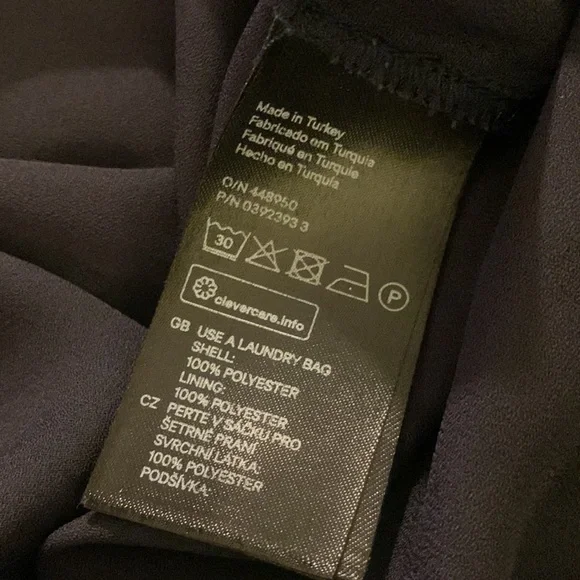 Made in Turkey
Fabricado em Turquia
Fabriqué en Turquie
Hecho en Turquía
O/N 448960
P/N 0392393 3
30
P
clevercare.info
GB USE A LAUNDRY BAG
SHELL:
100% POLYESTER
LINING:
100% POLYESTER
CZ PERTE V SÁČKU PRO
ŠETRNÉ PRANÍ
SVRCHNÍ LÁTKA:
100% POLYESTER
PODŠÍVKA: